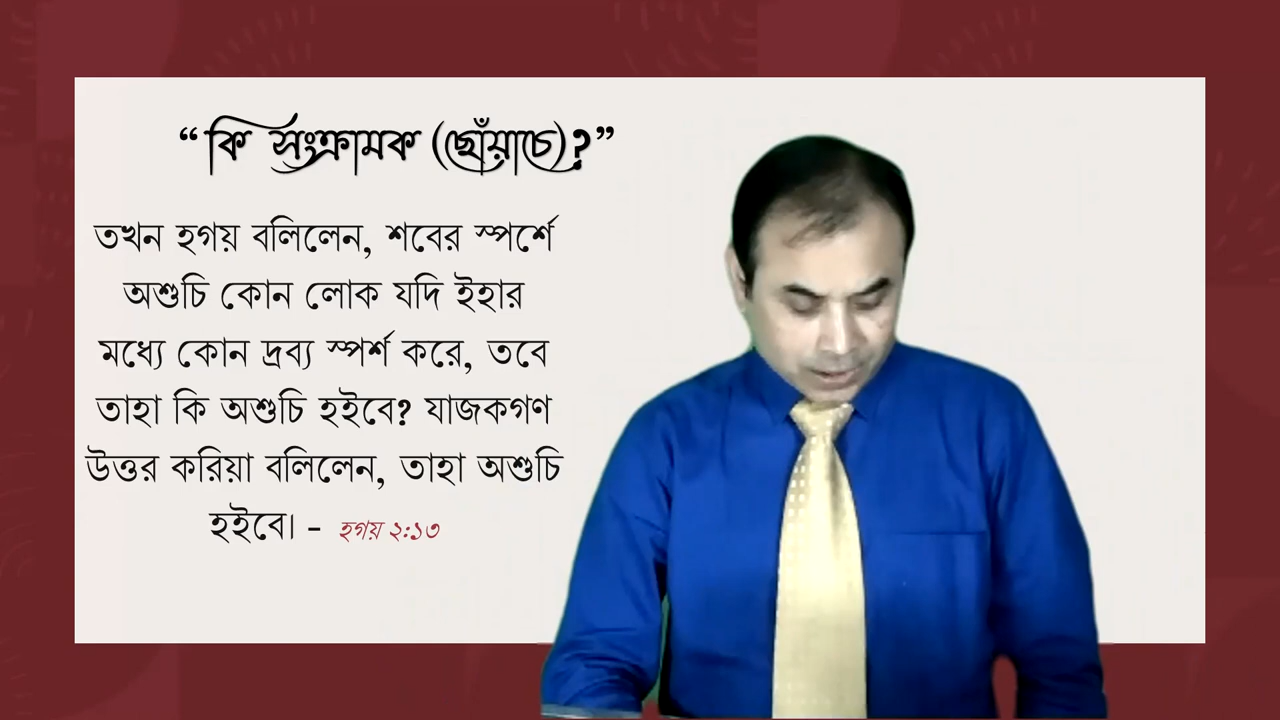 “কি সংক্রামক (ছোঁয়াচে)?”
তখন হগয় বলিলেন, শবের স্পর্শে
অশুচি কোন লোক যদি ইহার
মধ্যে কোন দ্রব্য স্পর্শ করে, তবে
তাহা কি অশুচি হইবে? যাজকগণ
উত্তর করিয়া বলিলেন, তাহা অশুচি
হইবে। - হগয় ২:১৩